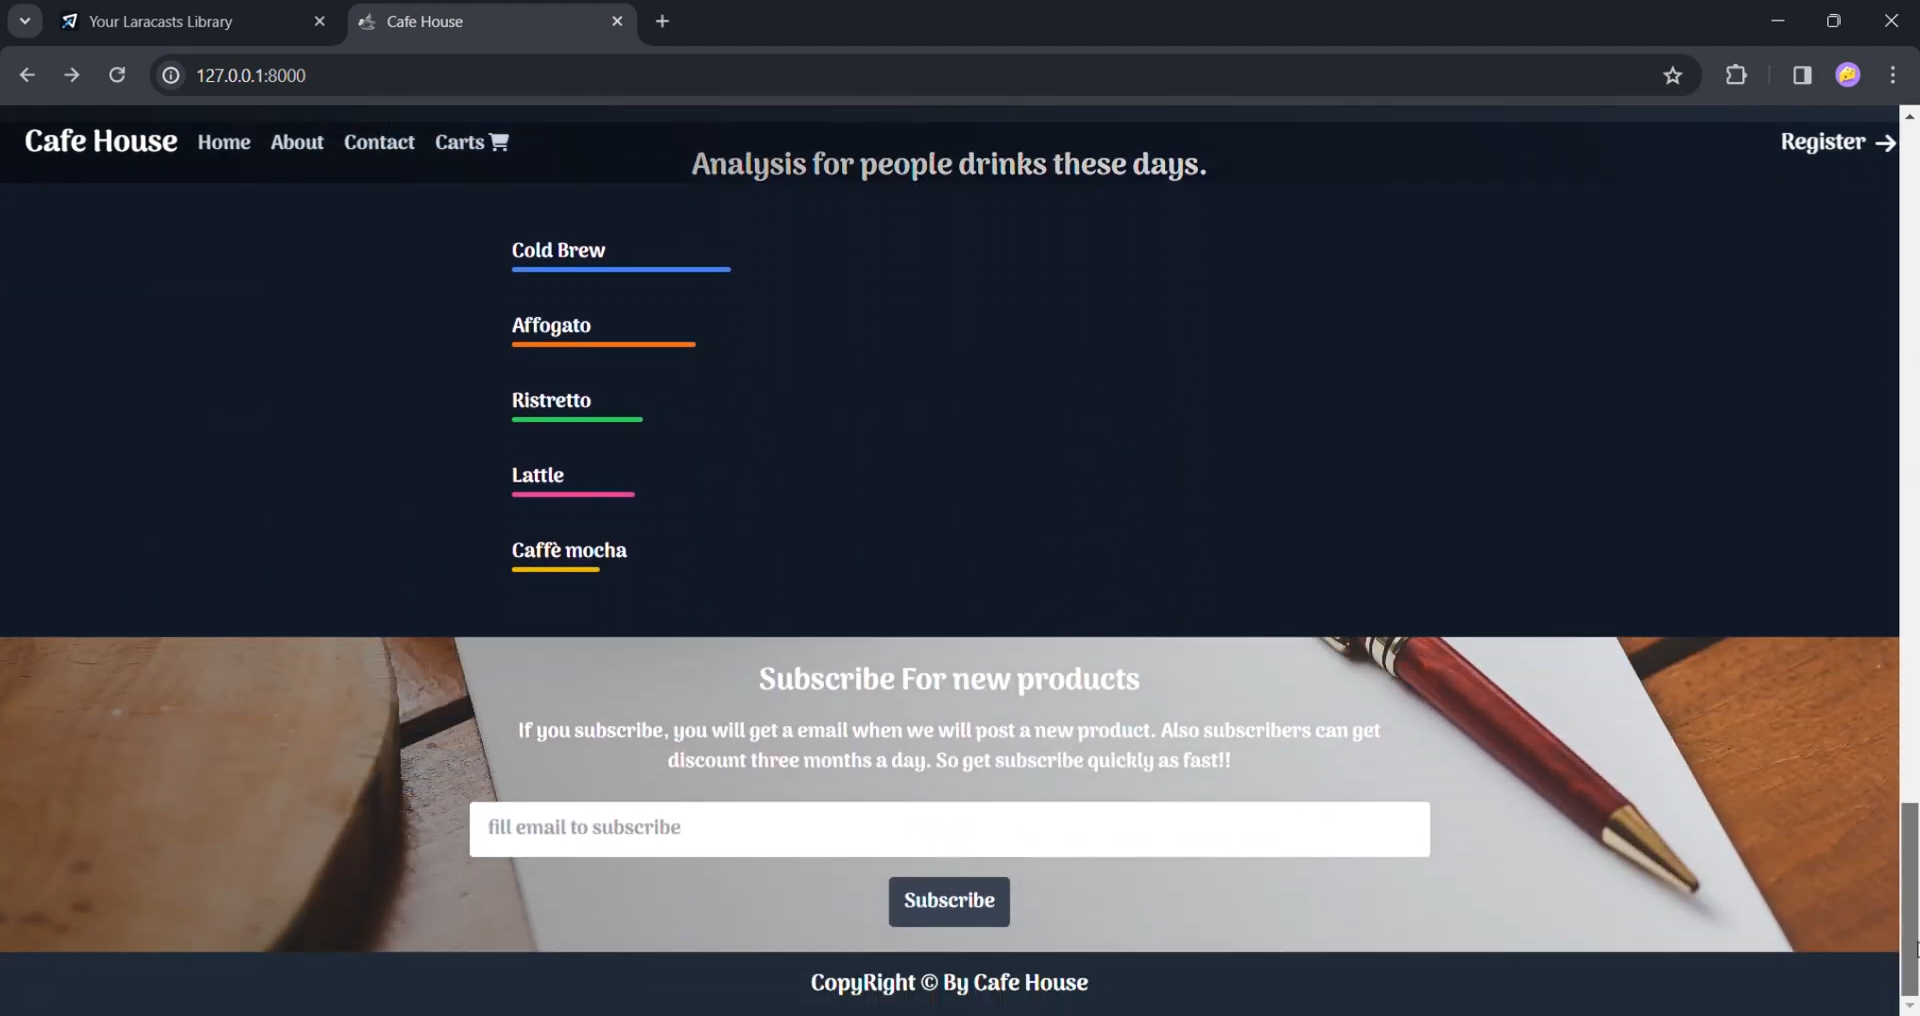 Your Laracasts Library
Cafe House
127.0.0.1:8000
Cafe House Home About Contact Carts
Register
Analysis for people drinks these days.
Cold Brew
Affogato
Ristretto
Lattle
Caffè mocha
Subscribe For new products
If you subscribe, you will get a email when we will post a new product. Also subscribers can get
discount three months a day. So get subscribe quickly as fast!!
fill email to subscribe
Subscribe
CopyRight © By Cafe House